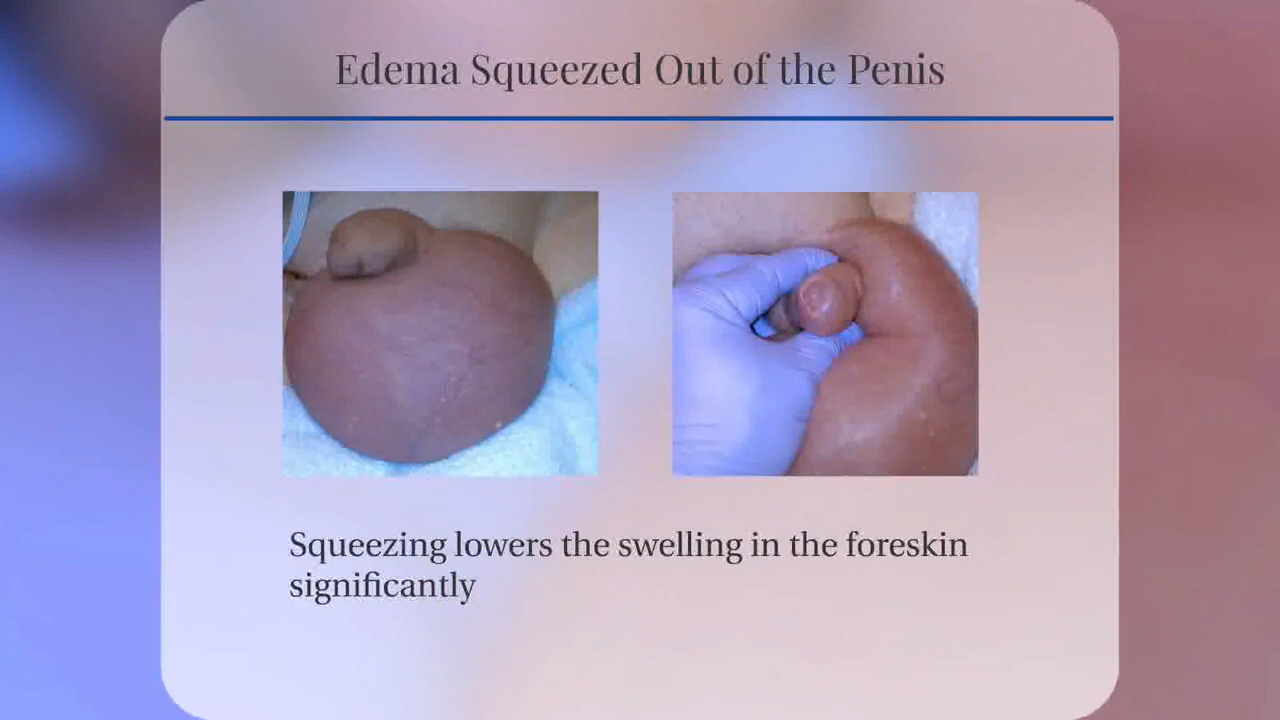 Edema Squeezed Out of the Penis
Squeezing lowers the swelling in the foreskin
significantly